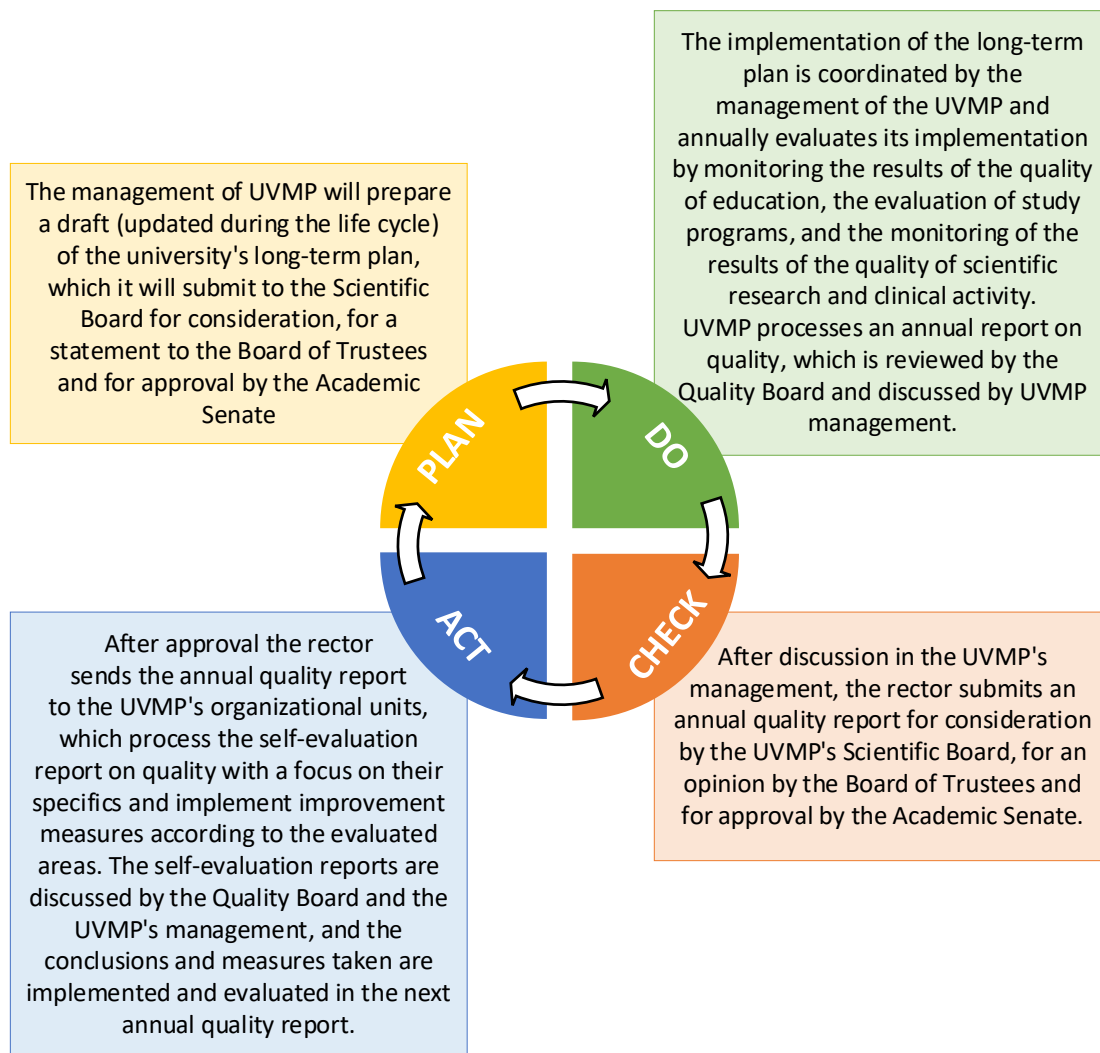 The management of UVMP will prepare
a draft (updated during the life cycle)
of the university's long-term plan,
which it will submit to the Scientific
Board for consideration, for a
statement to the Board of Trustees
and for approval by the Academic
Senate
The implementation of the long-term
plan is coordinated by the
management of the UVMP and
annually evaluates its implementation
by monitoring the results of the quality
of education, the evaluation of study
programs, and the monitoring of the
results of the quality of scientific
research and clinical activity.
UVMP processes an annual report on
quality, which is reviewed by the
Quality Board and discussed by UVMP
management.
PLAN
DO
ACT
CHECK
After approval the rector
sends the annual quality report
to the UVMP's organizational units,
which process the self-evaluation
report on quality with a focus on their
specifics and implement improvement
measures according to the evaluated
areas. The self-evaluation reports are
discussed by the Quality Board and the
UVMP's management, and the
conclusions and measures taken are
implemented and evaluated in the next
annual quality report.
After discussion in the UVMP's
management, the rector submits an
annual quality report for consideration
by the UVMP's Scientific Board, for an
opinion by the Board of Trustees and
for approval by the Academic Senate.